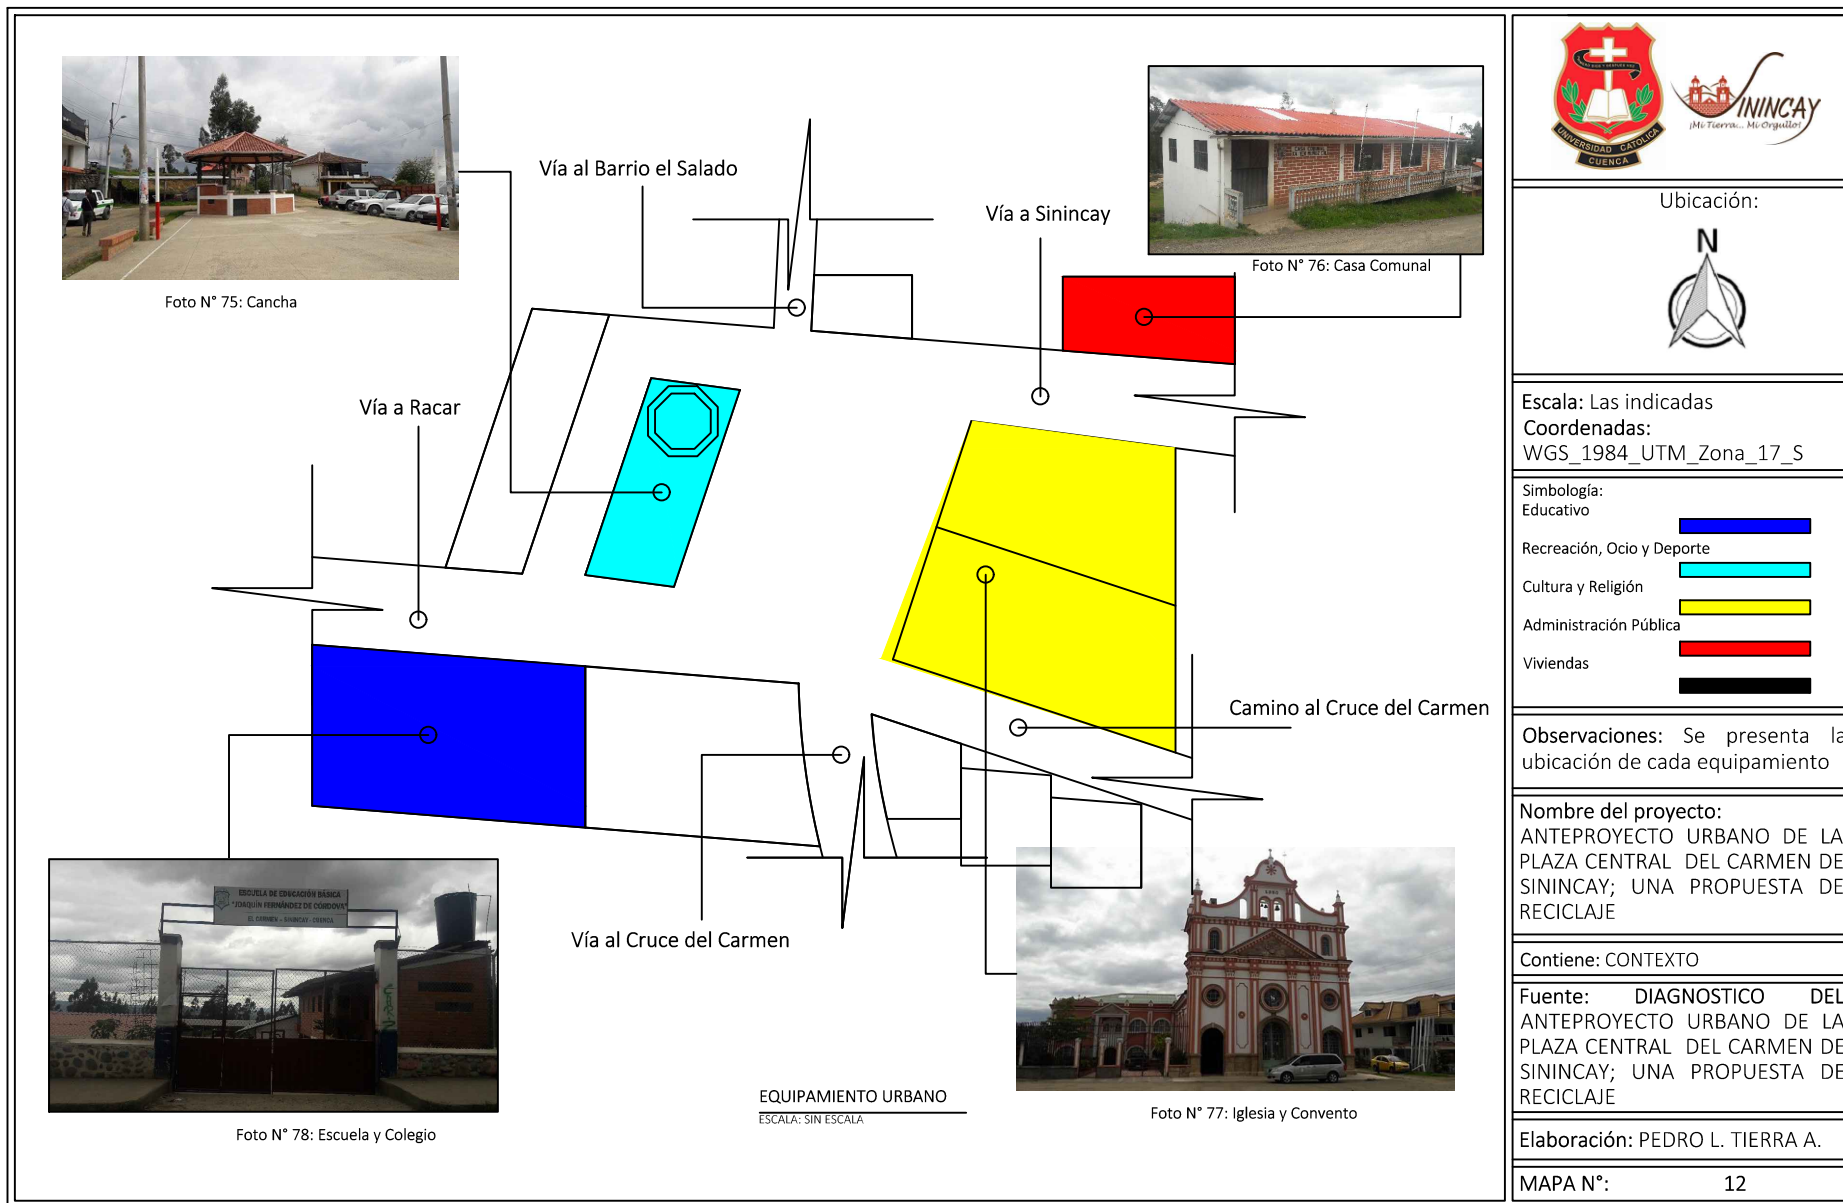 Vía al Barrio el Salado
Vía a Sinincay
Foto N° 76: Casa Comunal
Foto N° 75: Cancha
Vía a Racar
Camino al Cruce del Carmen
Vía al Cruce del Carmen
ESCUELA DE EDUCACIÓN BÁSICA
"JOAQUÍN FERNÁNDEZ DE CÓRDOVA"
EL CARMEN - SININCAY - CUENCA
EQUIPAMIENTO URBANO
ESCALA: SIN ESCALA
Foto N° 77: Iglesia y Convento
Foto N° 78: Escuela y Colegio
UNIVERSIDAD CATOLICA
CUENCA
SININCAY
¡Mi Tierra... Mi Orgullo!
Ubicación:
N
Escala: Las indicadas
Coordenadas:
WGS_1984_UTM_Zona_17_S
Simbología:
Educativo
Recreación, Ocio y Deporte
Cultura y Religión
Administración Pública
Viviendas
Observaciones: Se presenta la
ubicación de cada equipamiento
Nombre del proyecto:
ANTEPROYECTO URBANO DE LA
PLAZA CENTRAL DEL CARMEN DE
SININCAY; UNA PROPUESTA DE
RECICLAJE
Contiene: CONTEXTO
Fuente: DIAGNOSTICO DEL
ANTEPROYECTO URBANO DE LA
PLAZA CENTRAL DEL CARMEN DE
SININCAY; UNA PROPUESTA DE
RECICLAJE
Elaboración: PEDRO L. TIERRA A.
MAPA N°: 12